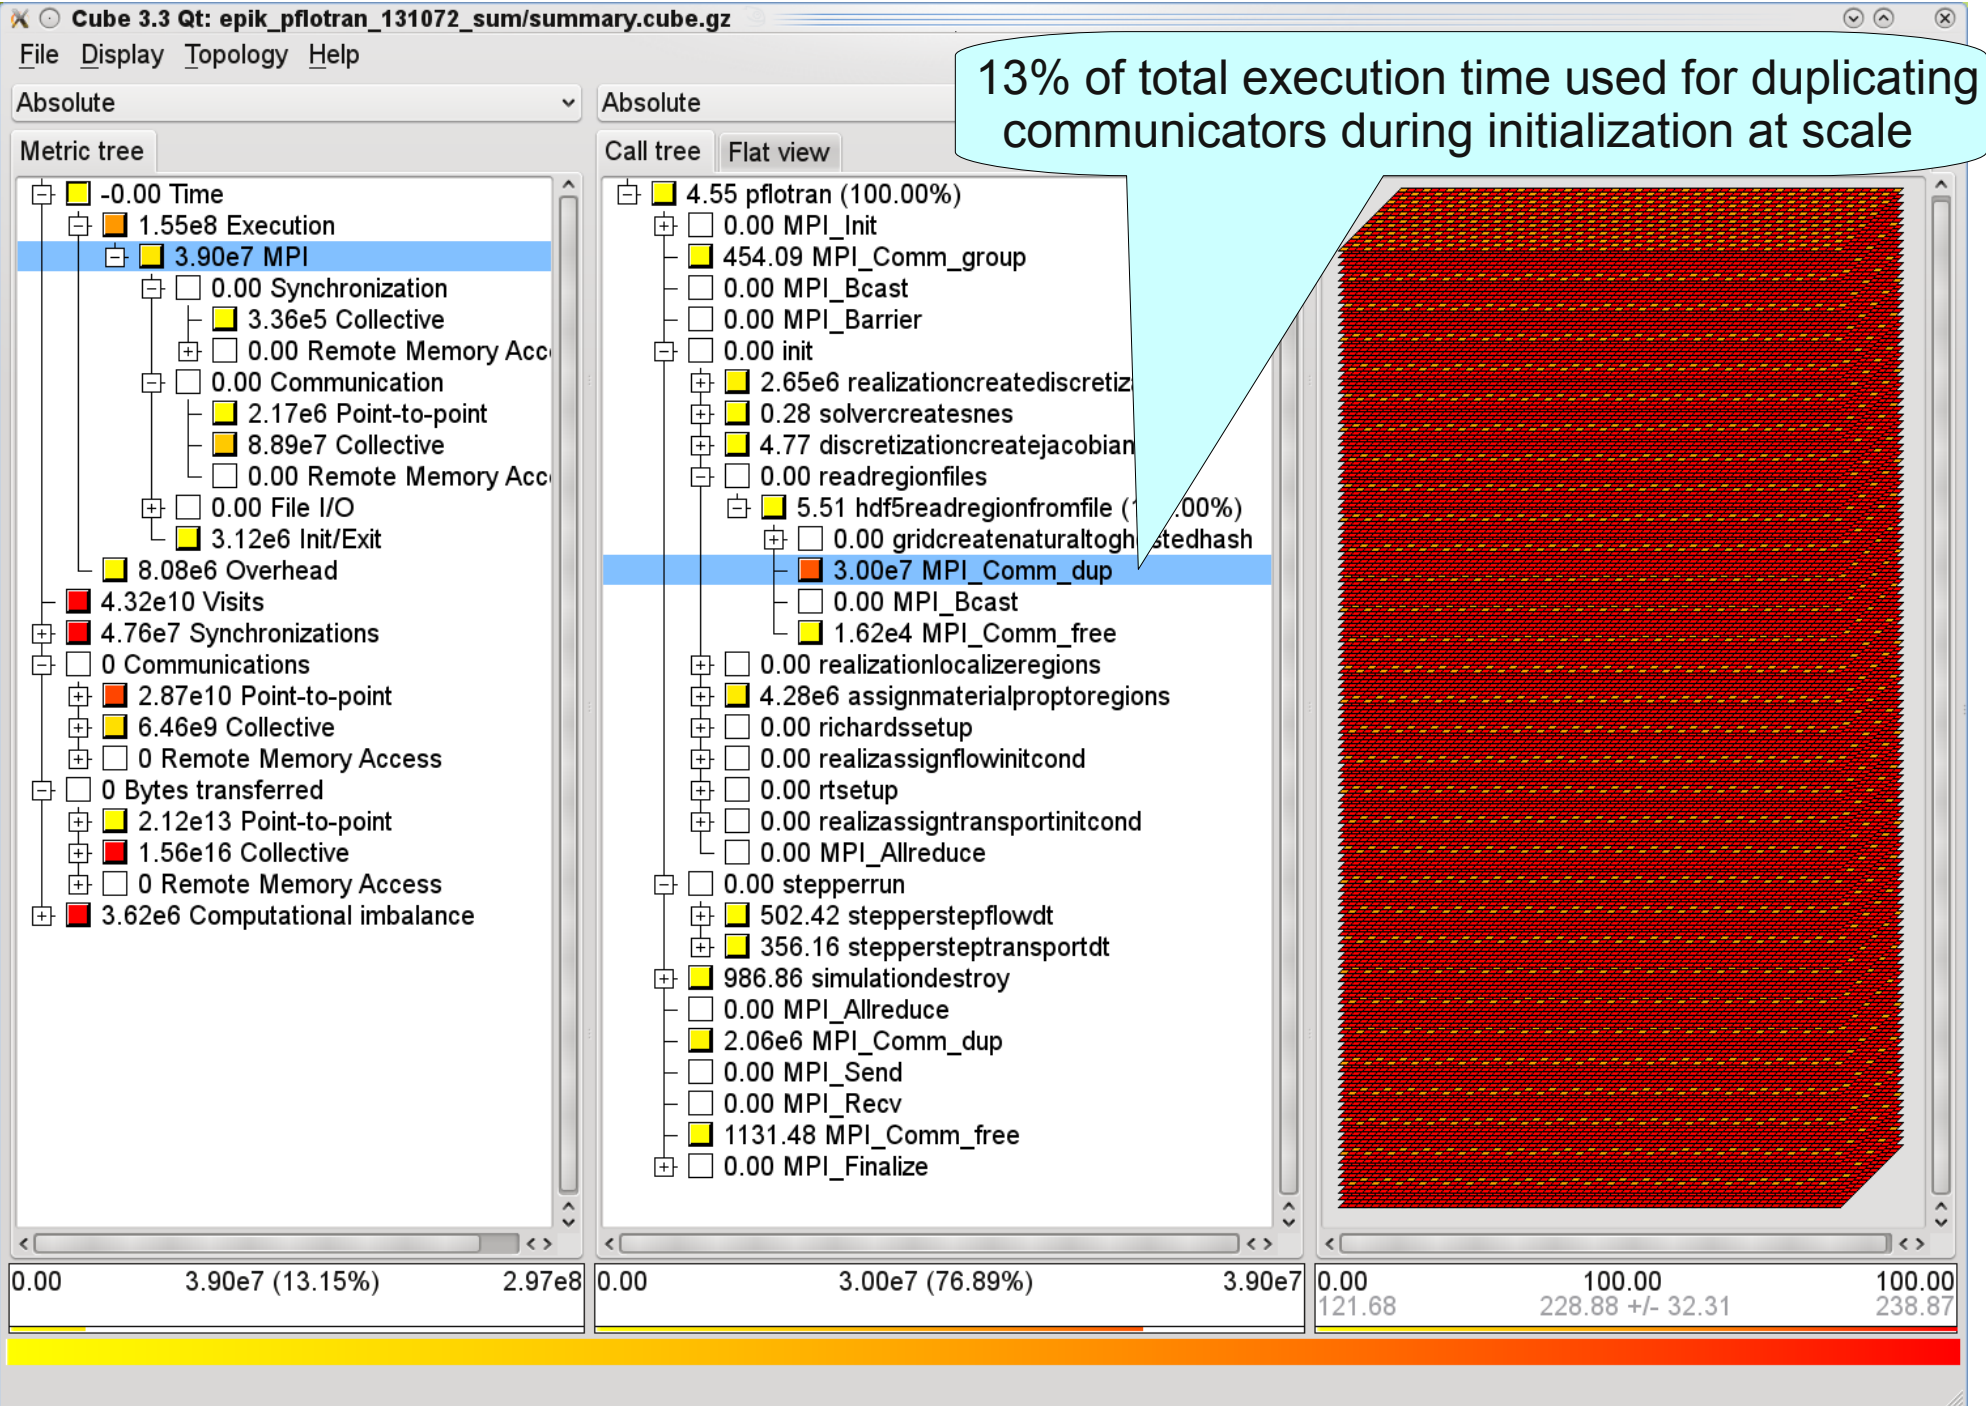 Cube 3.3 Qt: epik_pflotran_131072_sum/summary.cube.gz
File Display Topology Help
13% of total execution time used for duplicating
communicators during initialization at scale
Absolute
Metric tree
-0.00 Time
1.55e8 Execution
3.90e7 MPI
0.00 Synchronization
3.36e5 Collective
0.00 Remote Memory Acc
0.00 Communication
2.17e6 Point-to-point
8.89e7 Collective
0.00 Remote Memory Acc
0.00 File I/O
3.12e6 Init/Exit
8.08e6 Overhead
4.32e10 Visits
4.76e7 Synchronizations
0 Communications
2.87e10 Point-to-point
6.46e9 Collective
0 Remote Memory Access
0 Bytes transferred
2.12e13 Point-to-point
1.56e16 Collective
0 Remote Memory Access
3.62e6 Computational imbalance
0.00 3.90e7 (13.15%) 2.97e8
Absolute
Call tree Flat view
4.55 pflotran (100.00%)
0.00 MPI_Init
454.09 MPI_Comm_group
0.00 MPI_Bcast
0.00 MPI_Barrier
0.00 init
2.65e6 realizationcreatediscretiz
0.28 solvercreatesnes
4.77 discretizationcreatejacobian
0.00 readregionfiles
5.51 hdf5readregionfromfile (1 .00%)
0.00 gridcreatenaturaltogh stedhash
3.00e7 MPI_Comm_dup
0.00 MPI_Bcast
1.62e4 MPI_Comm_free
0.00 realizationlocalizeregions
4.28e6 assignmaterialproptoregions
0.00 richardssetup
0.00 realizassignflowinitcond
0.00 rtsetup
0.00 realizassigntransportinitcond
0.00 MPI_Allreduce
0.00 stepperrun
502.42 stepperstepflowdt
356.16 steppersteptransportdt
986.86 simulationdestroy
0.00 MPI_Allreduce
2.06e6 MPI_Comm_dup
0.00 MPI_Send
0.00 MPI_Recv
1131.48 MPI_Comm_free
0.00 MPI_Finalize
0.00 3.00e7 (76.89%) 3.90e7
0.00 100.00 100.00
121.68 228.88 +/- 32.31 238.87